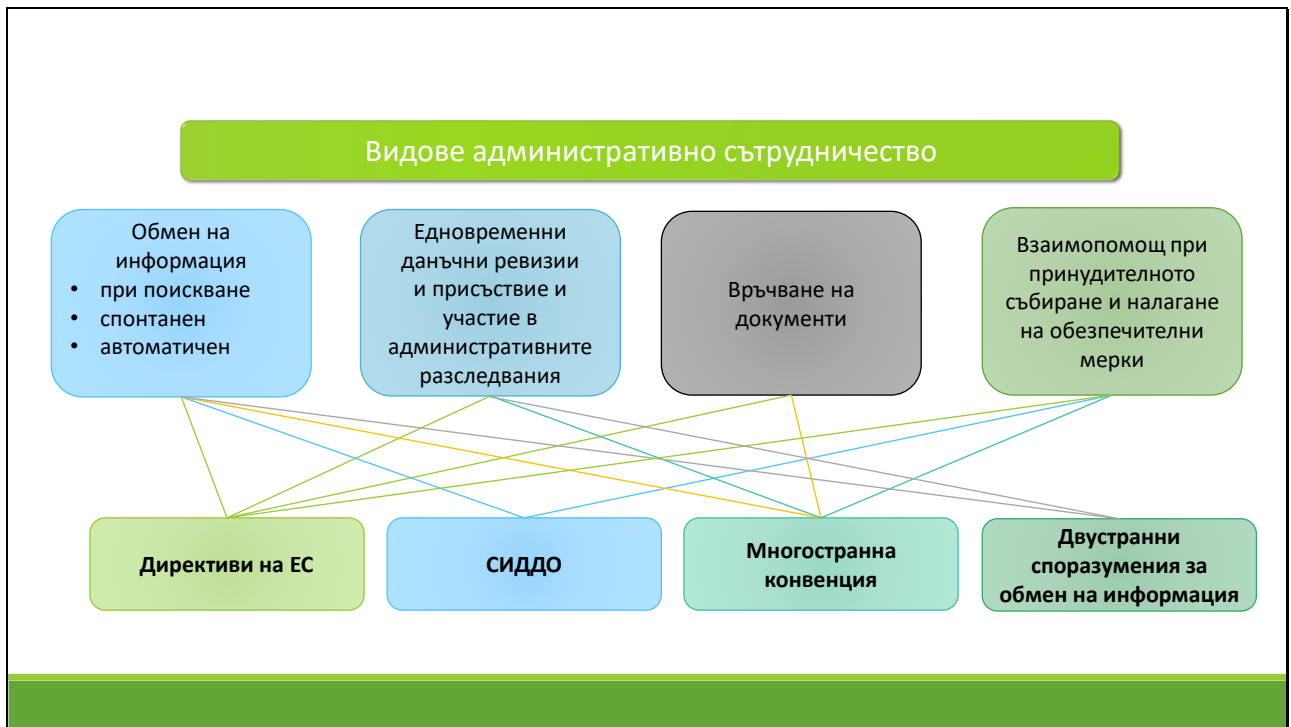 Видове административно сътрудничество
Обмен на
информация
• при поискване
• спонтанен
• автоматичен
Едновременни
данъчни ревизии
и присъствие и
участие в
административните
разследвания
Връчване на
документи
Взаимопомощ при
принудителното
събиране и налагане
на обезпечителни
мерки
Директиви на ЕС
СИДДО
Многостранна
конвенция
Двустранни
споразумения за
обмен на информация